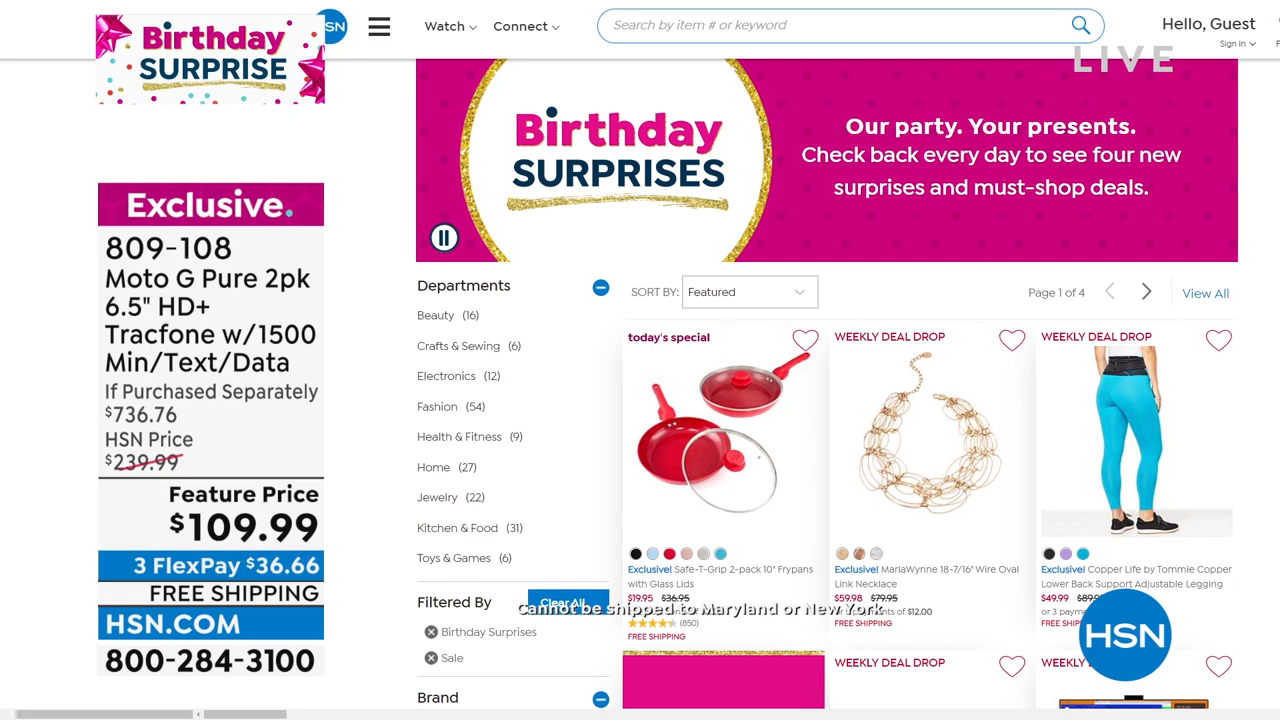 Birthday
SURPRISE
HSN
Watch
Connect
Search by item # or keyword
Hello, Guest
Sign In
LIVE
Birthday
SURPRISES
Our party. Your presents.
Check back every day to see four new
surprises and must-shop deals.
Exclusive.
809-108
Moto G Pure 2pk
6.5" HD+
Tracfone w/1500
Min/Text/Data
If Purchased Separately
$736.76
HSN Price
$239.99
Feature Price
$109.99
3 FlexPay $36.66
FREE SHIPPING
HSN.COM
800-284-3100
Departments
Beauty (16)
Crafts & Sewing (6)
Electronics (12)
Fashion (54)
Health & Fitness (9)
Home (27)
Jewelry (22)
Kitchen & Food (31)
Toys & Games (6)
Filtered By
Clear All
Birthday Surprises
Sale
Brand
SORT BY: Featured
Page 1 of 4
View All
today's special
Exclusive! Safe-T-Grip 2-pack 10" Frypans
with Glass Lids
$19.95 $36.95
(850)
FREE SHIPPING
WEEKLY DEAL DROP
Exclusive! MarlaWynne 18-7/16" Wire Oval
Link Necklace
$59.98 $79.95
of $12.00
FREE SHIPPING
WEEKLY DEAL DROP
Exclusive! Copper Life by Tommie Copper
Lower Back Support Adjustable Legging
$49.99
or 3
FREE
Cannot be shipped to Maryland or New York
HSN
WEEKLY DEAL DROP
WEEKLY